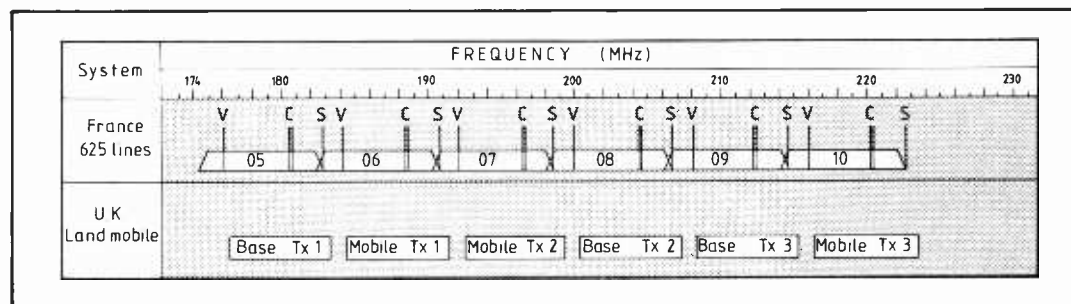 System
FREQUENCY (MHz)
174 180 190 200 210 220 230
France
625 lines
V C S V C S V C S V C S V C S V C S
05 06 07 08 09 10
UK
Land mobile
Base Tx 1 Mobile Tx 1 Mobile Tx 2 Base Tx 2 Base Tx 3 Mobile Tx 3